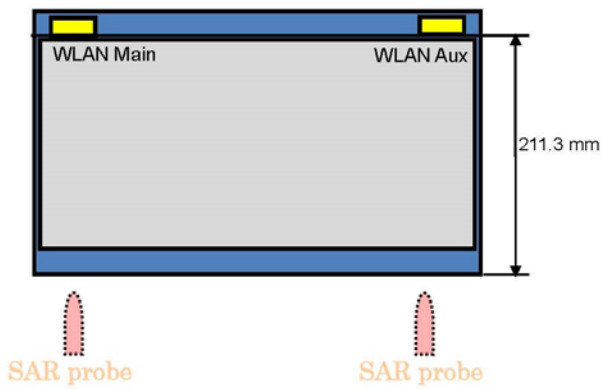 WLAN Main
WLAN Aux
211.3 mm
SAR probe
SAR probe